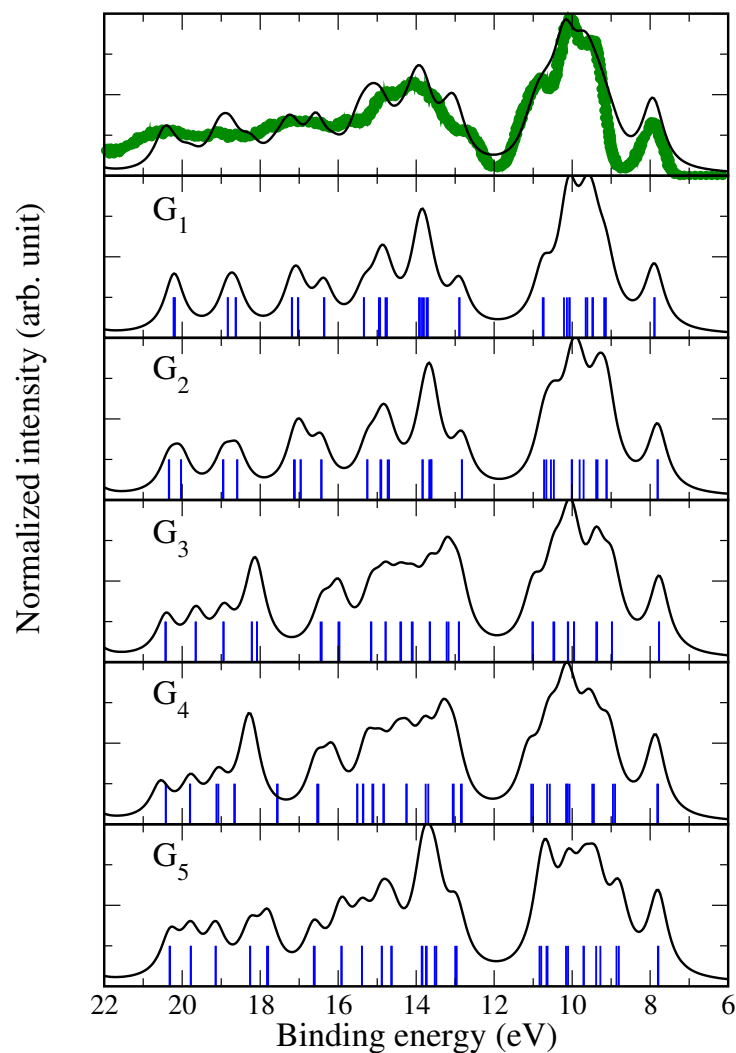 Normalized intensity (arb. unit)
G1
G2
G3
G4
G5
22 20 18 16 14 12 10 8 6
Binding energy (eV)